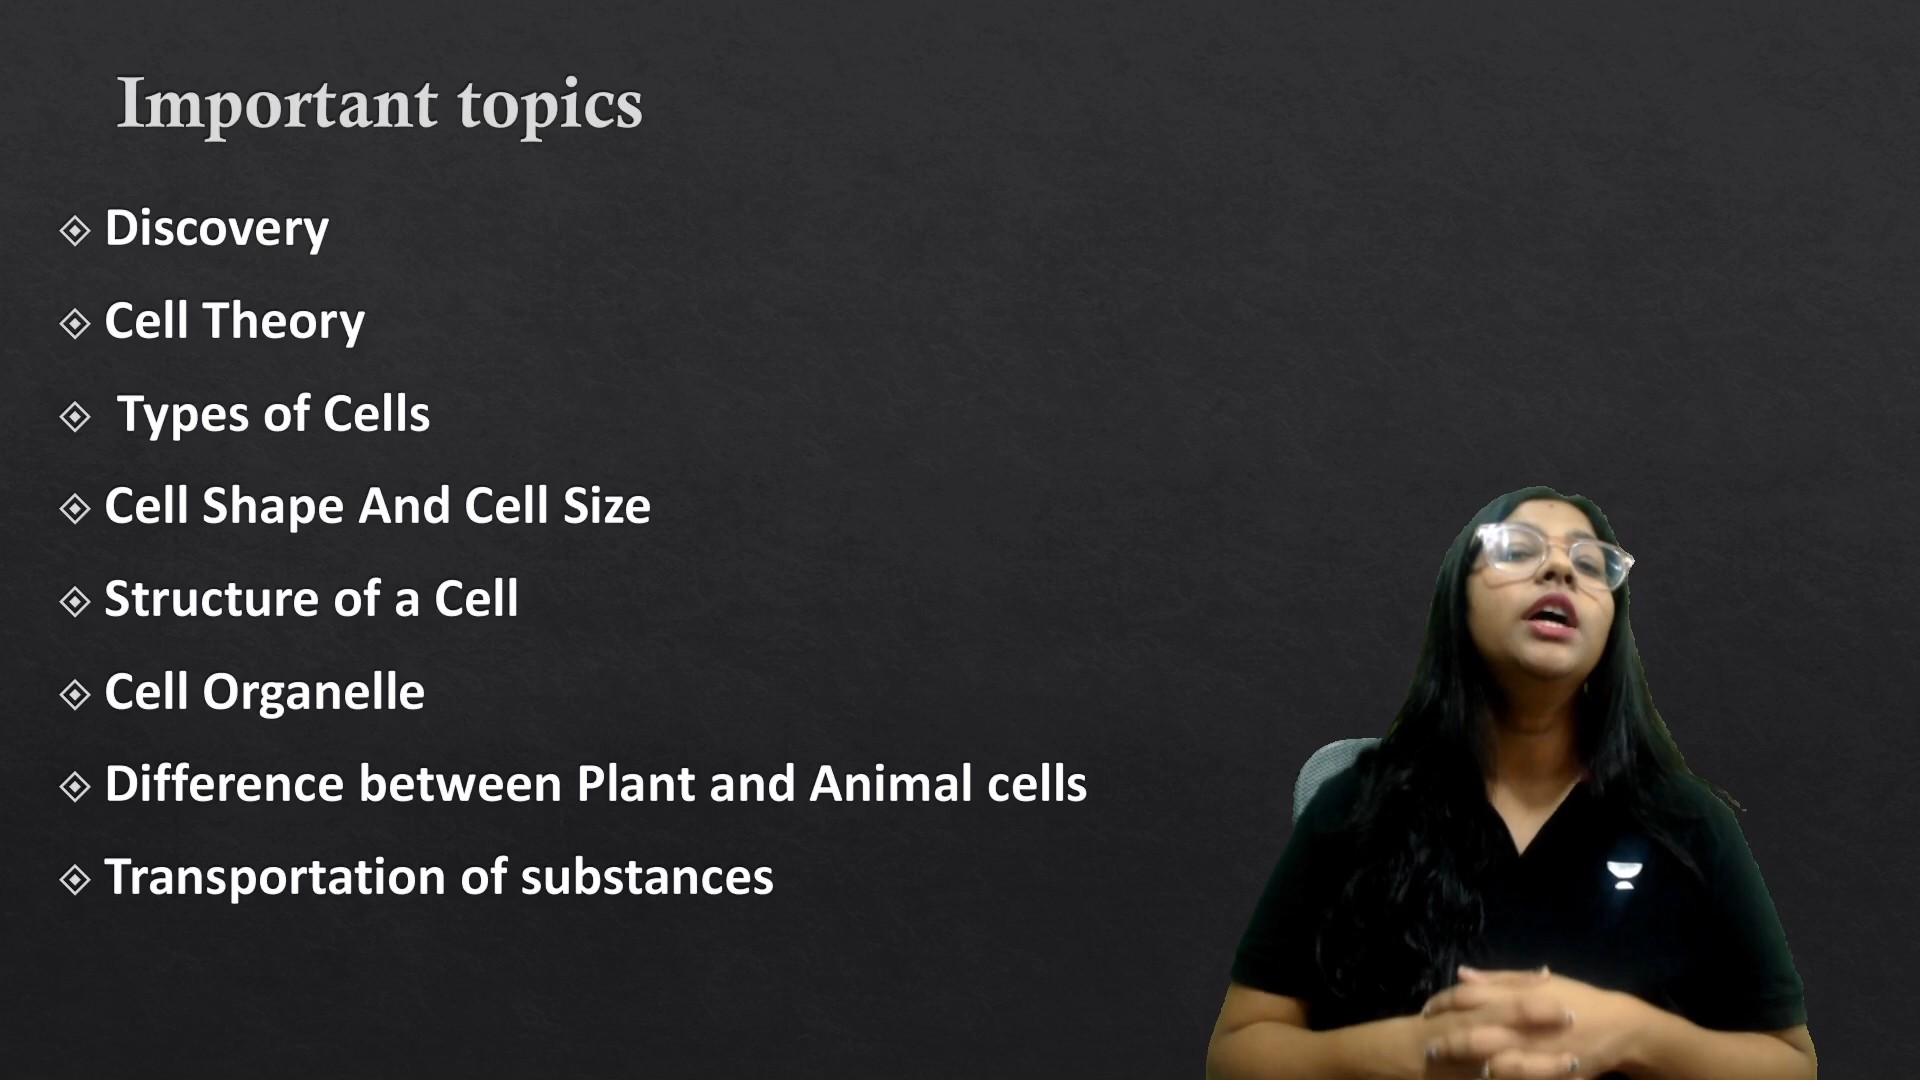 Important topics
Discovery
Cell Theory
Types of Cells
Cell Shape And Cell Size
Structure of a Cell
Cell Organelle
Difference between Plant and Animal cells
Transportation of substances